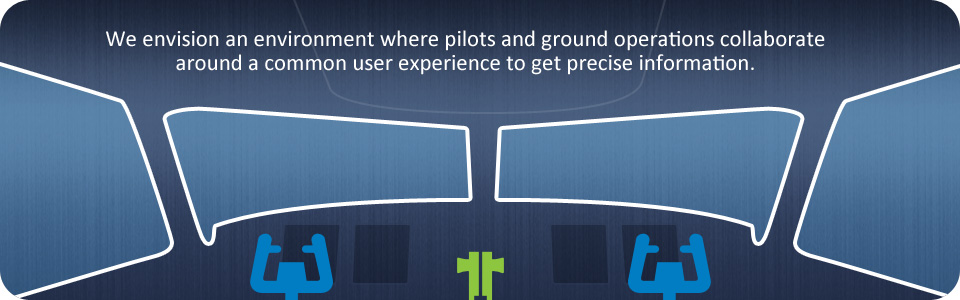 We envision an environment where pilots and ground operations collaborate
around a common user experience to get precise information.